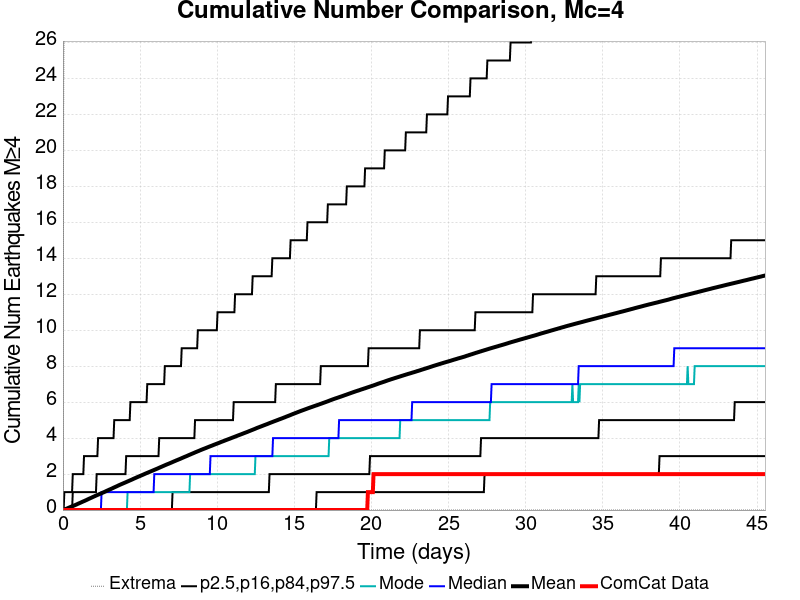 Cumulative Number Comparison, Mc=4
Cumulative Num Earthquakes M≥4
26
24
22
20
18
16
14
12
10
8
6
4
2
0
0 5 10 15 20 25 30 35 40 45
Time (days)
Extrema p2.5,p16,p84,p97.5 Mode Median Mean ComCat Data